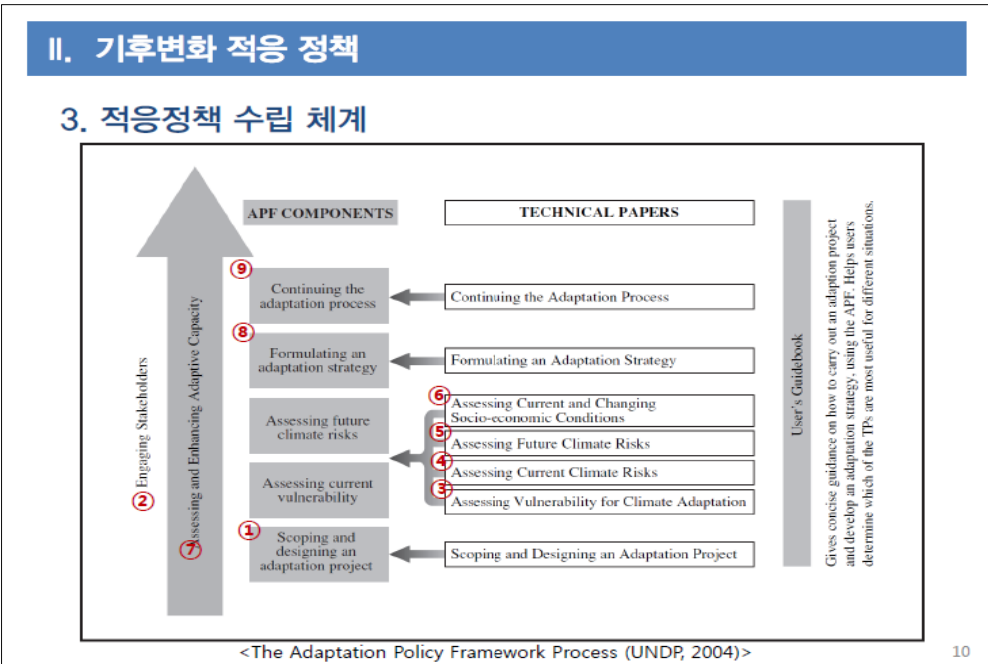 Ⅱ. 기후변화 적응 정책
3. 적응정책 수립 체계
APF COMPONENTS
TECHNICAL PAPERS
⑨
Continuing the
adaptation process
Continuing the Adaptation Process
⑧
Formulating an
adaptation strategy
Formulating an Adaptation Strategy
Assessing future
climate risks
⑥
Assessing Current and Changing
Socio-economic Conditions
⑤
Assessing Future Climate Risks
Assessing current
vulnerability
④
Assessing Current Climate Risks
③
Assessing Vulnerability for Climate Adaptation
①
Scoping and
designing an
adaptation project
Scoping and Designing an Adaptation Project
② Engaging Stakeholders
⑦
Assessing and Enhancing Adaptive Capacity
User's Guidebook
Gives concise guidance on how to carry out an adaption project
and develop an adaptation strategy, using the APF. Helps users
determine which of the TPs are most useful for different situations.
<The Adaptation Policy Framework Process (UNDP, 2004)>
10